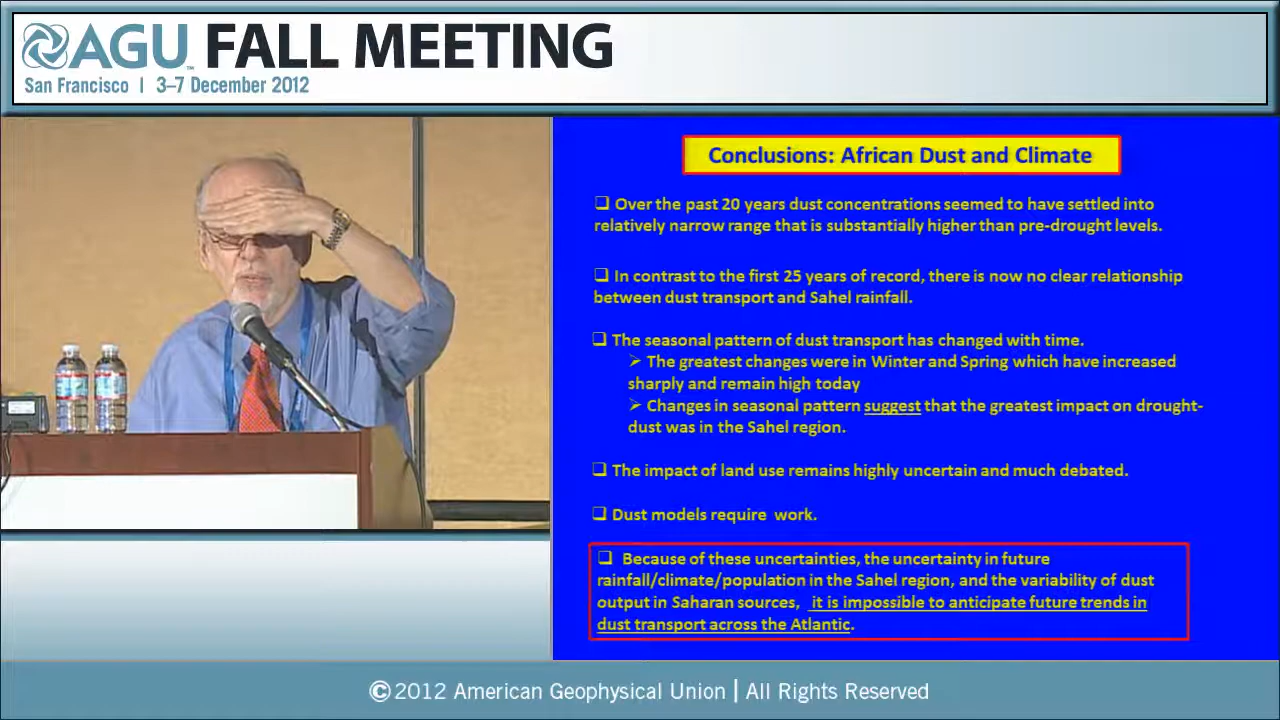 AGU FALL MEETING
San Francisco | 3–7 December 2012
Conclusions: African Dust and Climate
❑ Over the past 20 years dust concentrations seemed to have settled into
relatively narrow range that is substantially higher than pre-drought levels.
❑ In contrast to the first 25 years of record, there is now no clear relationship
between dust transport and Sahel rainfall.
❑ The seasonal pattern of dust transport has changed with time.
➢ The greatest changes were in Winter and Spring which have increased
sharply and remain high today
➢ Changes in seasonal pattern suggest that the greatest impact on drought-
dust was in the Sahel region.
❑ The impact of land use remains highly uncertain and much debated.
❑ Dust models require work.
❑ Because of these uncertainties, the uncertainty in future
rainfall/climate/population in the Sahel region, and the variability of dust
output in Saharan sources, it is impossible to anticipate future trends in
dust transport across the Atlantic.
©2012 American Geophysical Union | All Rights Reserved